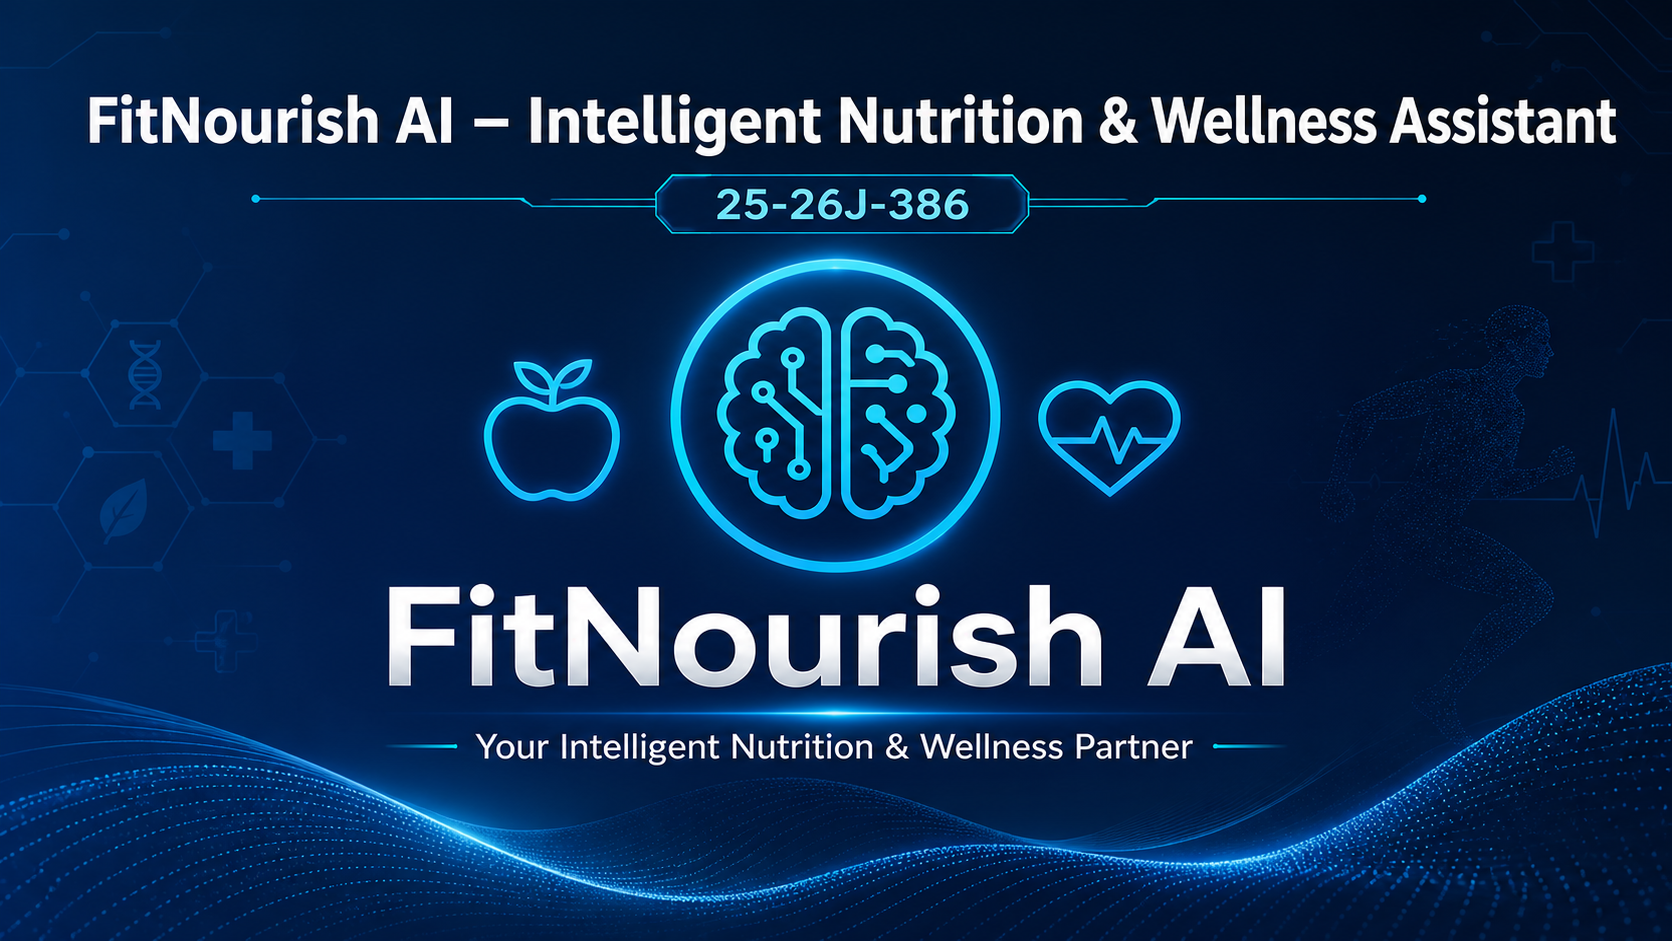 FitNourish AI – Intelligent Nutrition & Wellness Assistant
25-26J-386
FitNourish AI
Your Intelligent Nutrition & Wellness Partner